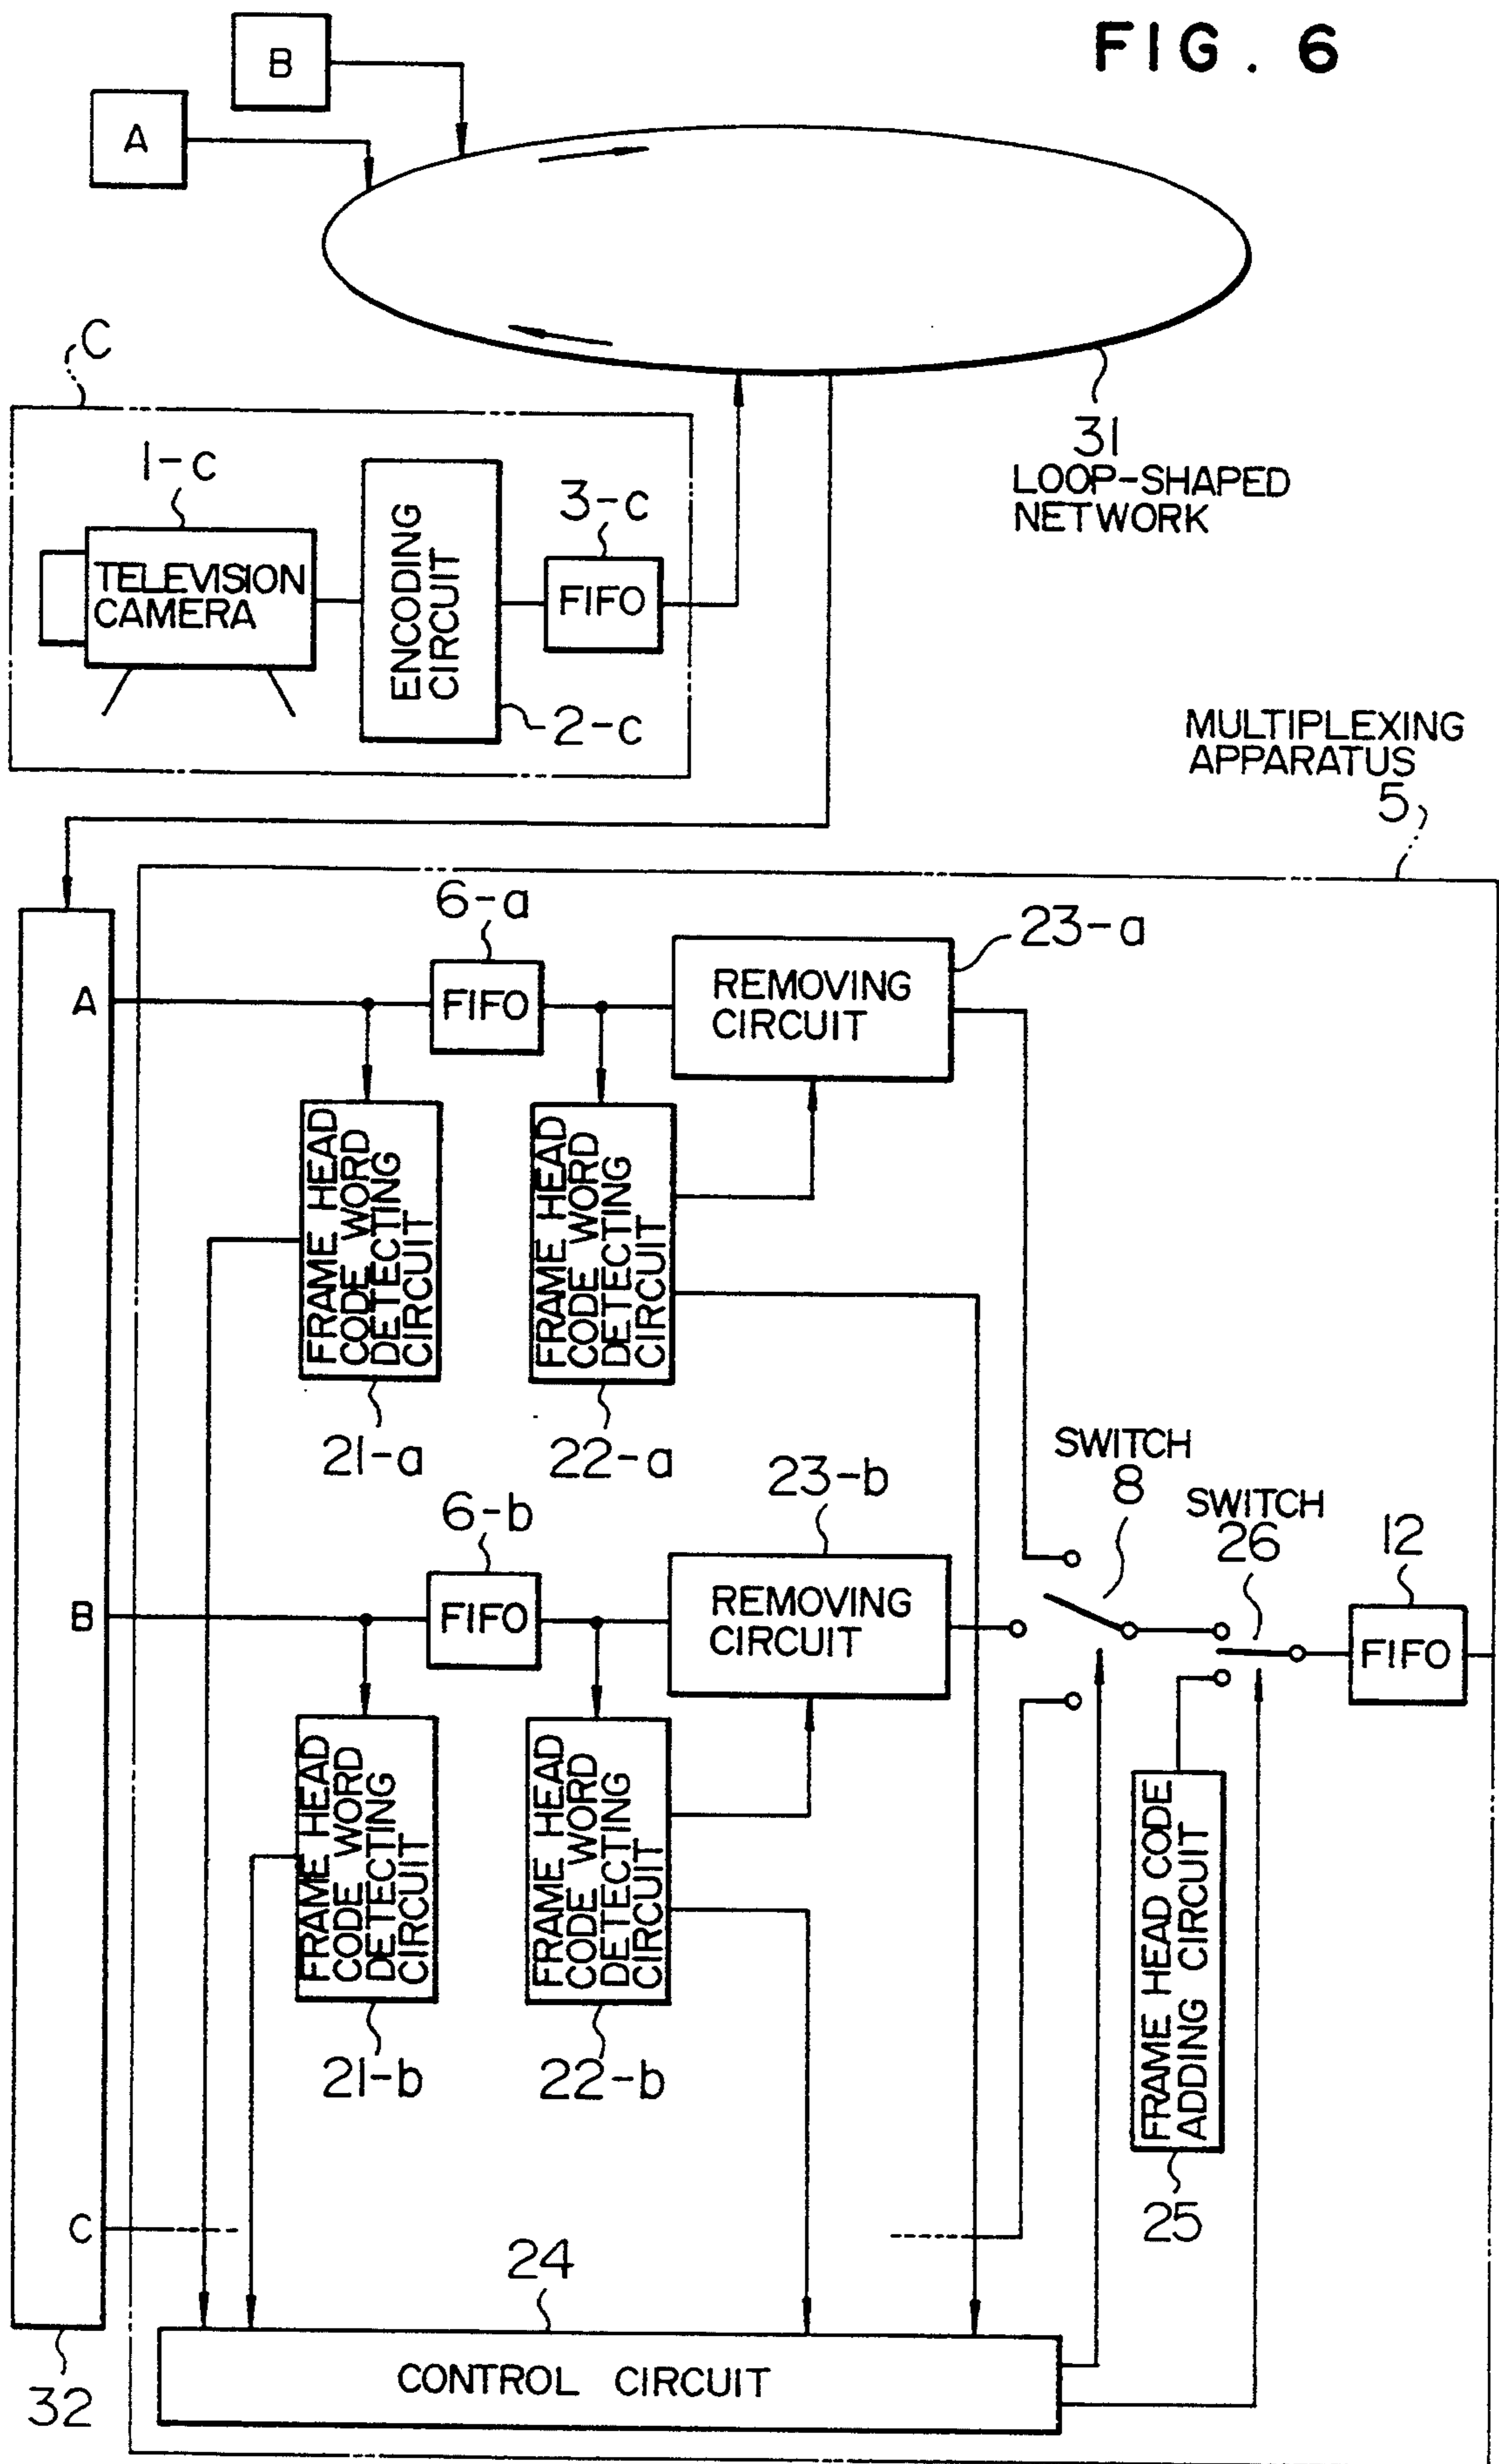 FIG. 6
B
A
C
1-c
TELEVISION
CAMERA
ENCODING
CIRCUIT
2-c
3-c
FIFO
31
LOOP-SHAPED
NETWORK
MULTIPLEXING
APPARATUS
5
A
6-a
FIFO
23-a
REMOVING
CIRCUIT
FRAME HEAD
CODE WORD
DETECTING
CIRCUIT
21-a
FRAME HEAD
CODE WORD
DETECTING
CIRCUIT
22-a
SWITCH
8
SWITCH
26
12
FIFO
B
6-b
FIFO
23-b
REMOVING
CIRCUIT
FRAME HEAD
CODE WORD
DETECTING
CIRCUIT
21-b
FRAME HEAD
CODE WORD
DETECTING
CIRCUIT
22-b
FRAME HEAD CODE
ADDING CIRCUIT
25
C
24
CONTROL CIRCUIT
32